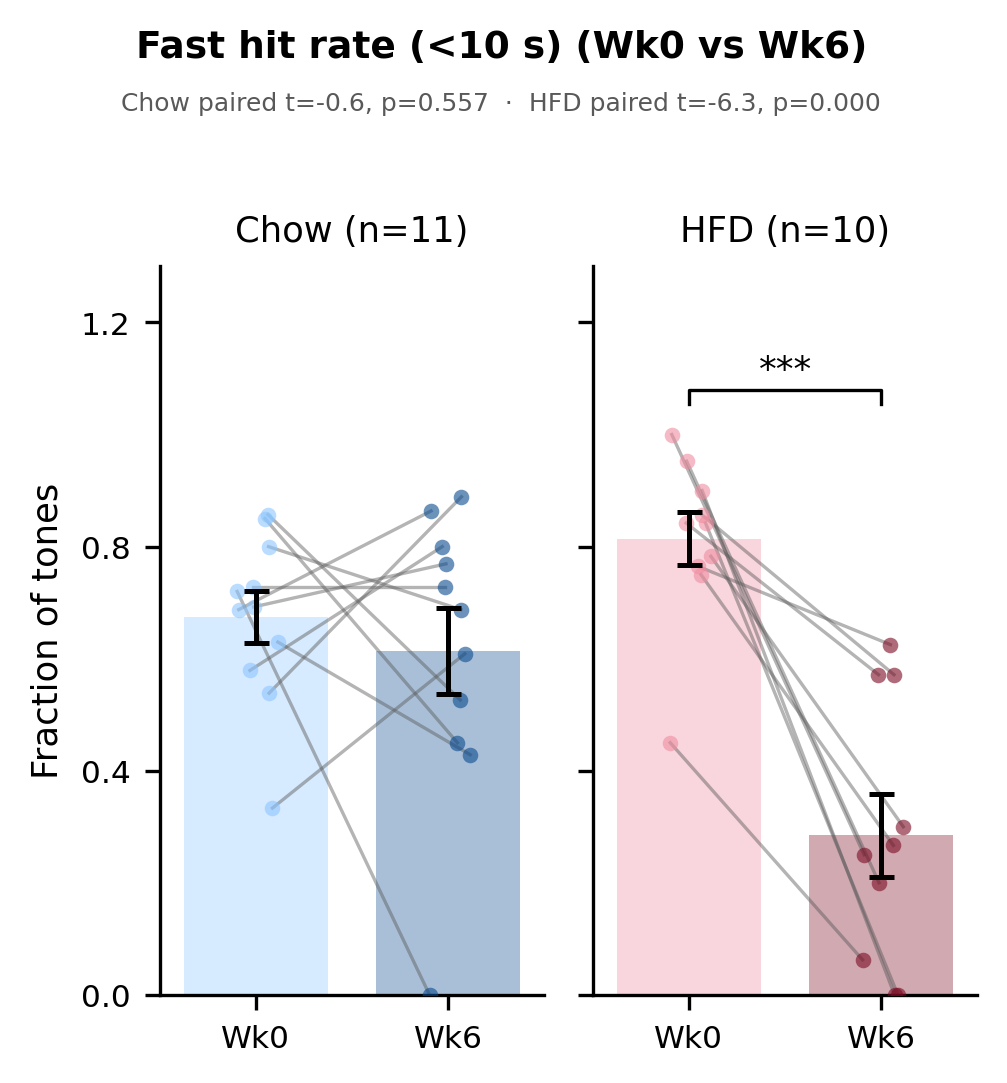 Fast hit rate (<10 s) (Wk0 vs Wk6)
Chow paired t=-0.6, p=0.557 · HFD paired t=-6.3, p=0.000
Chow (n=11)
HFD (n=10)
***
1.2
0.8
0.4
0.0
Fraction of tones
Wk0
Wk6
Wk0
Wk6